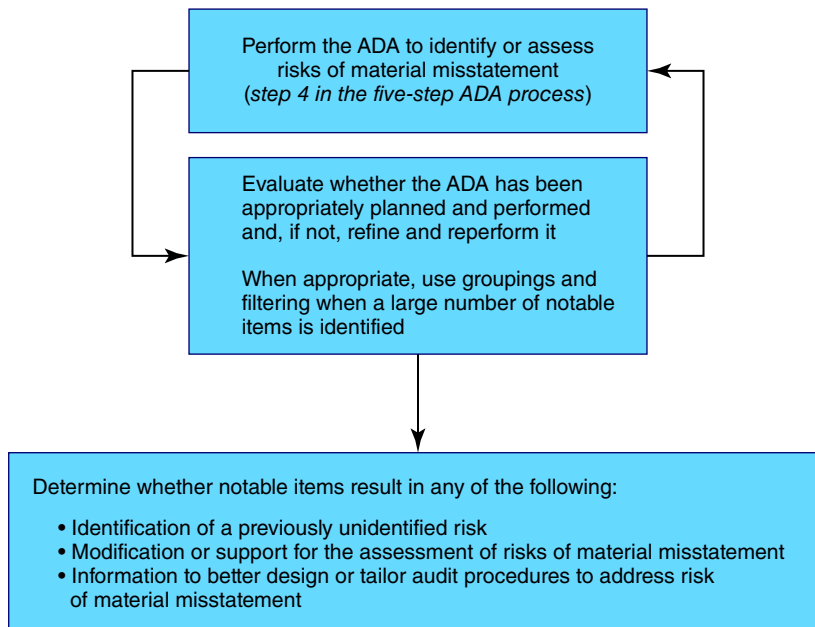 Perform the ADA to identify or assess
risks of material misstatement
(step 4 in the five-step ADA process)
Evaluate whether the ADA has been
appropriately planned and performed
and, if not, refine and reperform it
When appropriate, use groupings and
filtering when a large number of notable
items is identified
Determine whether notable items result in any of the following:
• Identification of a previously unidentified risk
• Modification or support for the assessment of risks of material misstatement
• Information to better design or tailor audit procedures to address risk
of material misstatement